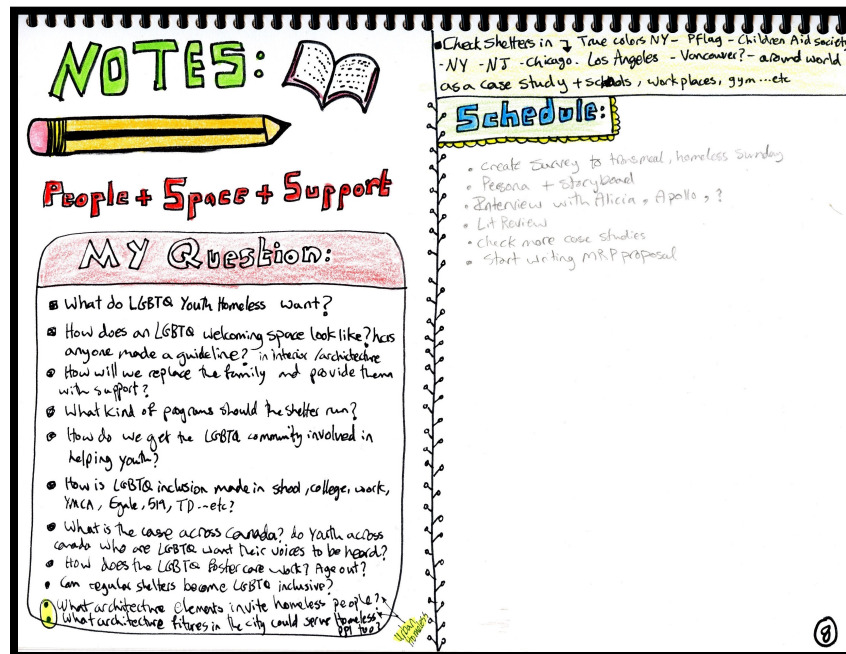 NOTES:
People + Space + Support
My Question:
What do LGBTQ Youth Homeless want?
How does an LGBTQ welcoming space look like? has
anyone made a guideline? in interior/architecture
How will we replace the family and provide them
with support?
What kind of programs should the shelter run?
How do we get the LGBTQ community involved in
helping youth?
How is LGBTQ inclusion made in school, college, work,
YMCA, Egale, 519, TD...etc?
What is the case across Canada? do Youth across
canada who are LGBTQ want their voices to be heard?
How does the LGBTQ foster care work? Age out?
Can regular shelters become LGBTQ inclusive?
What architecture elements invite homeless people?
What architecture fitures in the city could serve Homeless
PPl too?
Urban
Homeless
Check Shelters in True colors NY - Pflag - Children Aid society
-NY - NJ - Chicago - Los Angeles - Vancouver? - around world
as a case study + schools, workplaces, gym...etc
Schedule:
Create Survey to homeless Sunday
Persona + storyboard
Interview with Alicia, Apollo, ?
Lit Review
check more case studies
Start writing MRP proposal
8